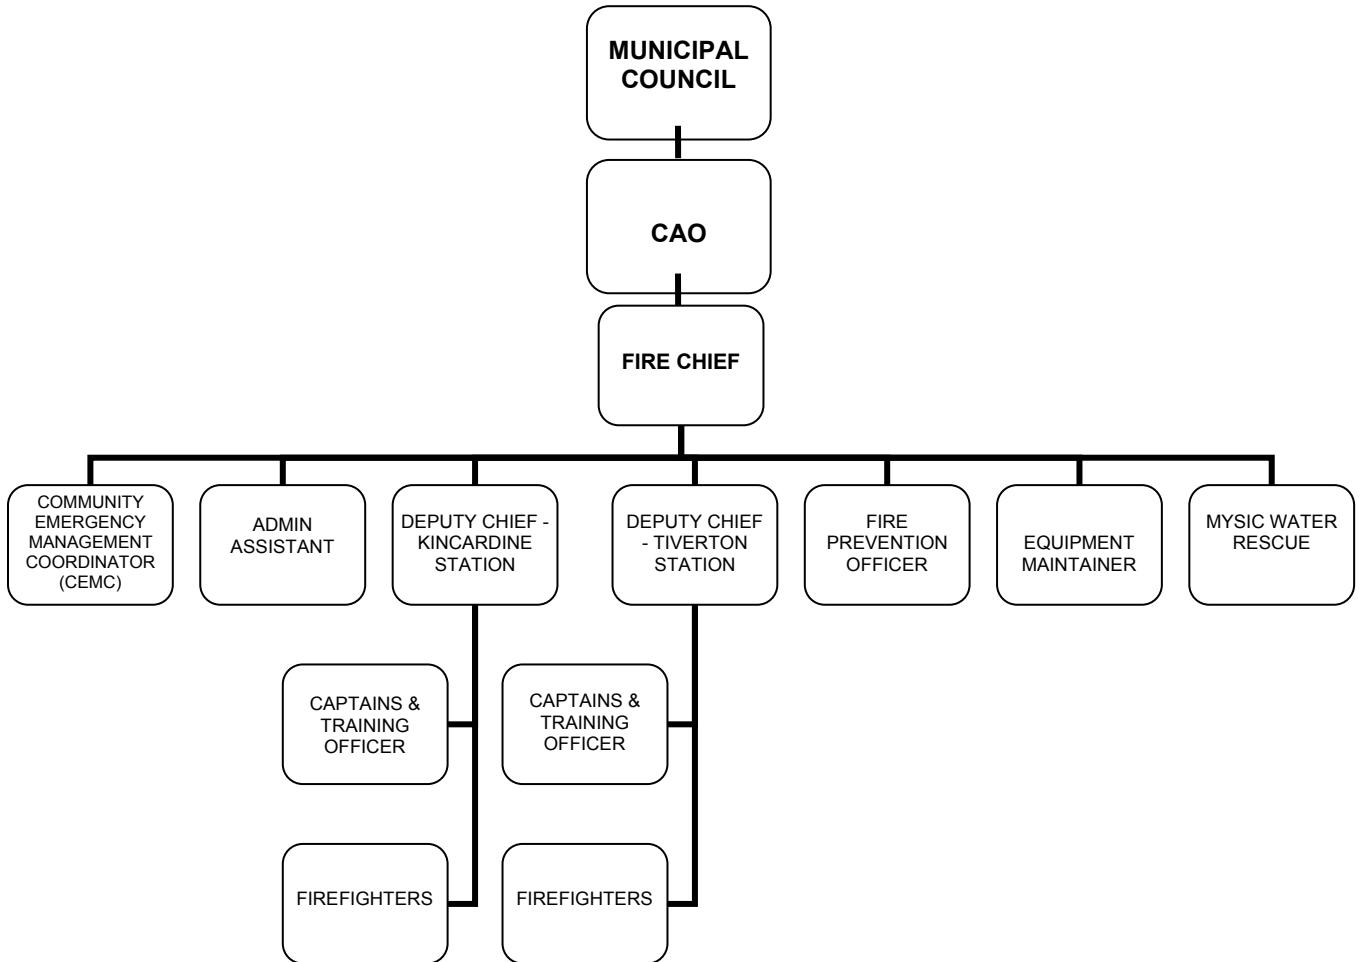 MUNICIPAL
COUNCIL
CAO
FIRE CHIEF
COMMUNITY
EMERGENCY
MANAGEMENT
COORDINATOR
(CEMC)
ADMIN
ASSISTANT
DEPUTY CHIEF -
KINCARDINE
STATION
DEPUTY CHIEF
- TIVERTON
STATION
FIRE
PREVENTION
OFFICER
EQUIPMENT
MAINTAINER
MYSIC WATER
RESCUE
CAPTAINS &
TRAINING
OFFICER
CAPTAINS &
TRAINING
OFFICER
FIREFIGHTERS
FIREFIGHTERS